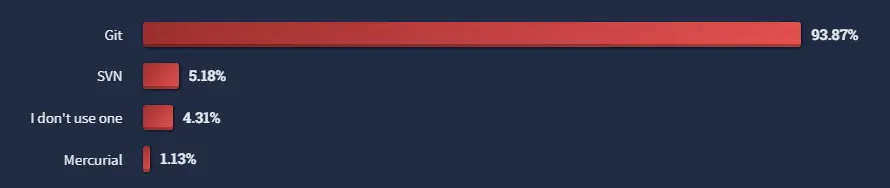 Git 93.87%
SVN 5.18%
I don't use one 4.31%
Mercurial 1.13%